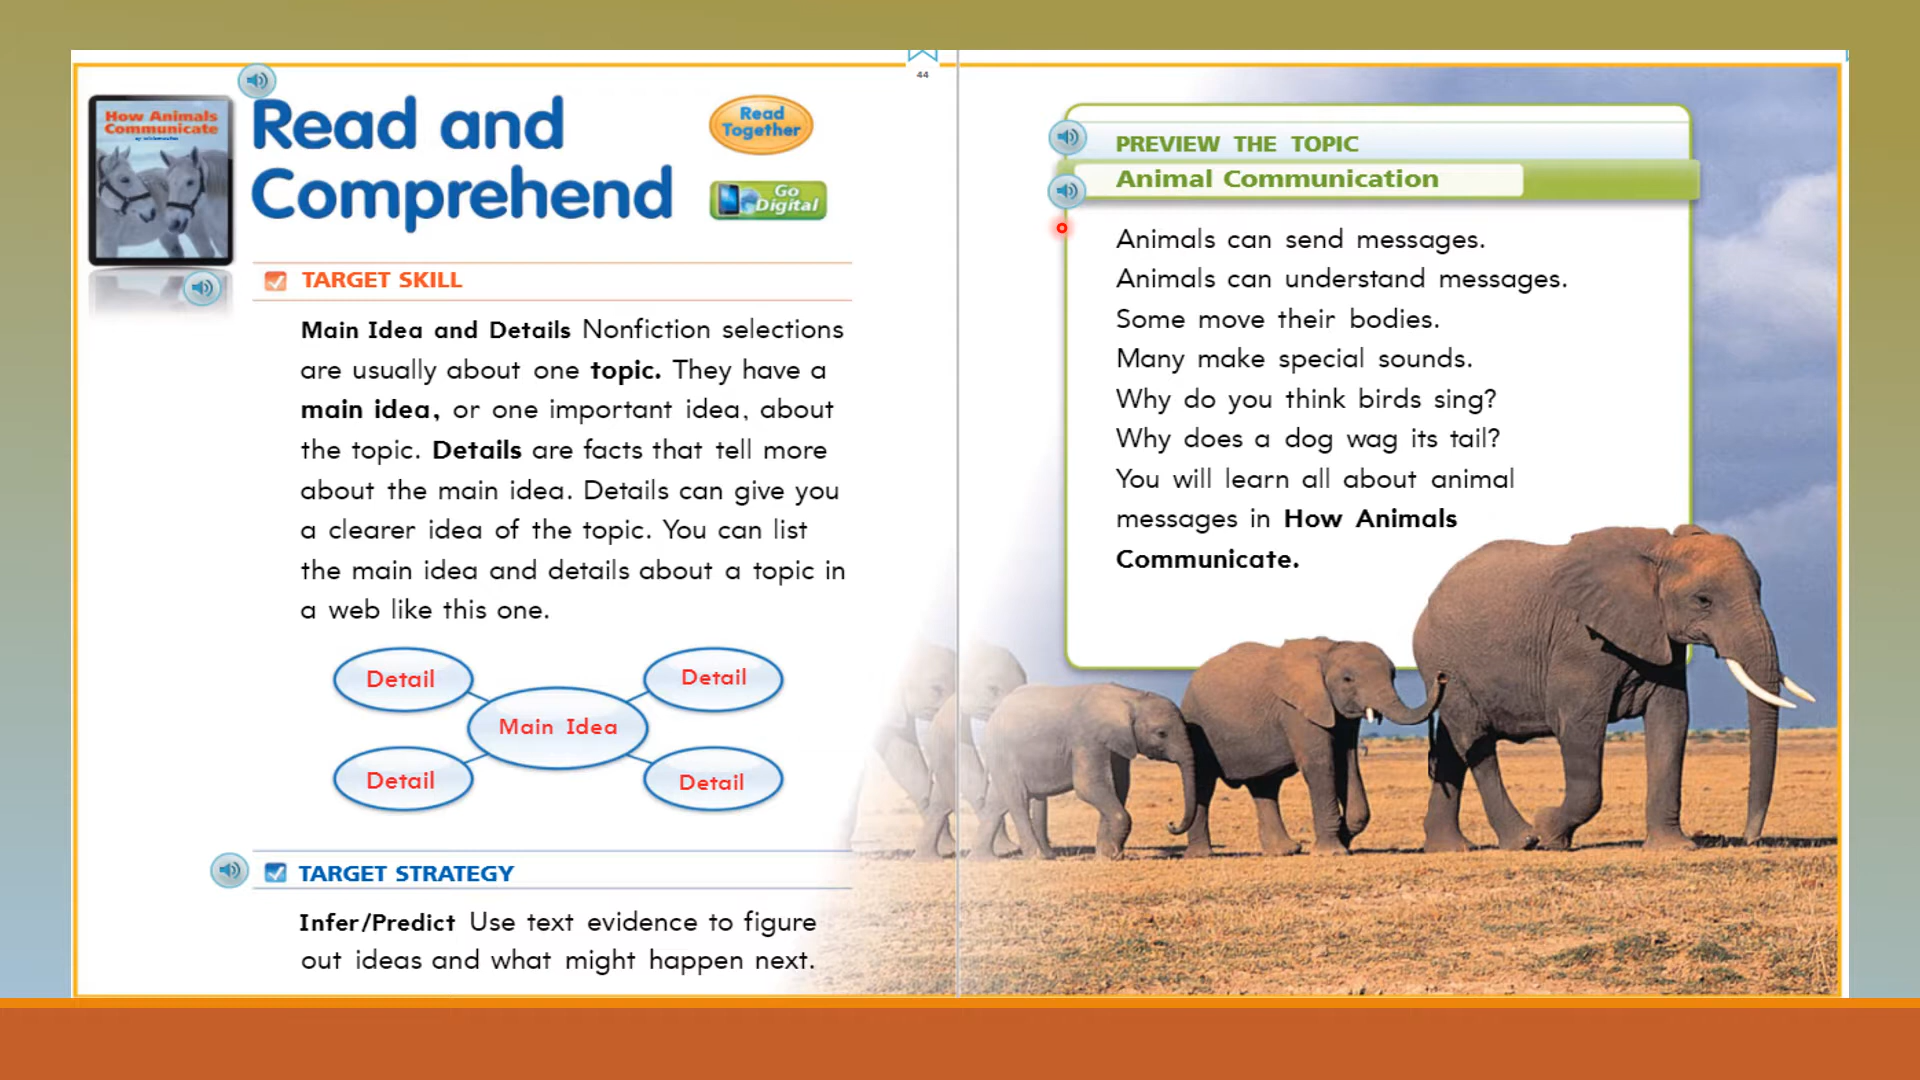 44
How Animals
Communicate
Read and
Comprehend
Read
Together
Go
Digital
TARGET SKILL
Main Idea and Details Nonfiction selections
are usually about one topic. They have a
main idea, or one important idea, about
the topic. Details are facts that tell more
about the main idea. Details can give you
a clearer idea of the topic. You can list
the main idea and details about a topic in
a web like this one.
Detail
Detail
Main Idea
Detail
Detail
TARGET STRATEGY
Infer/Predict Use text evidence to figure
out ideas and what might happen next.
PREVIEW THE TOPIC
Animal Communication
Animals can send messages.
Animals can understand messages.
Some move their bodies.
Many make special sounds.
Why do you think birds sing?
Why does a dog wag its tail?
You will learn all about animal
messages in How Animals
Communicate.